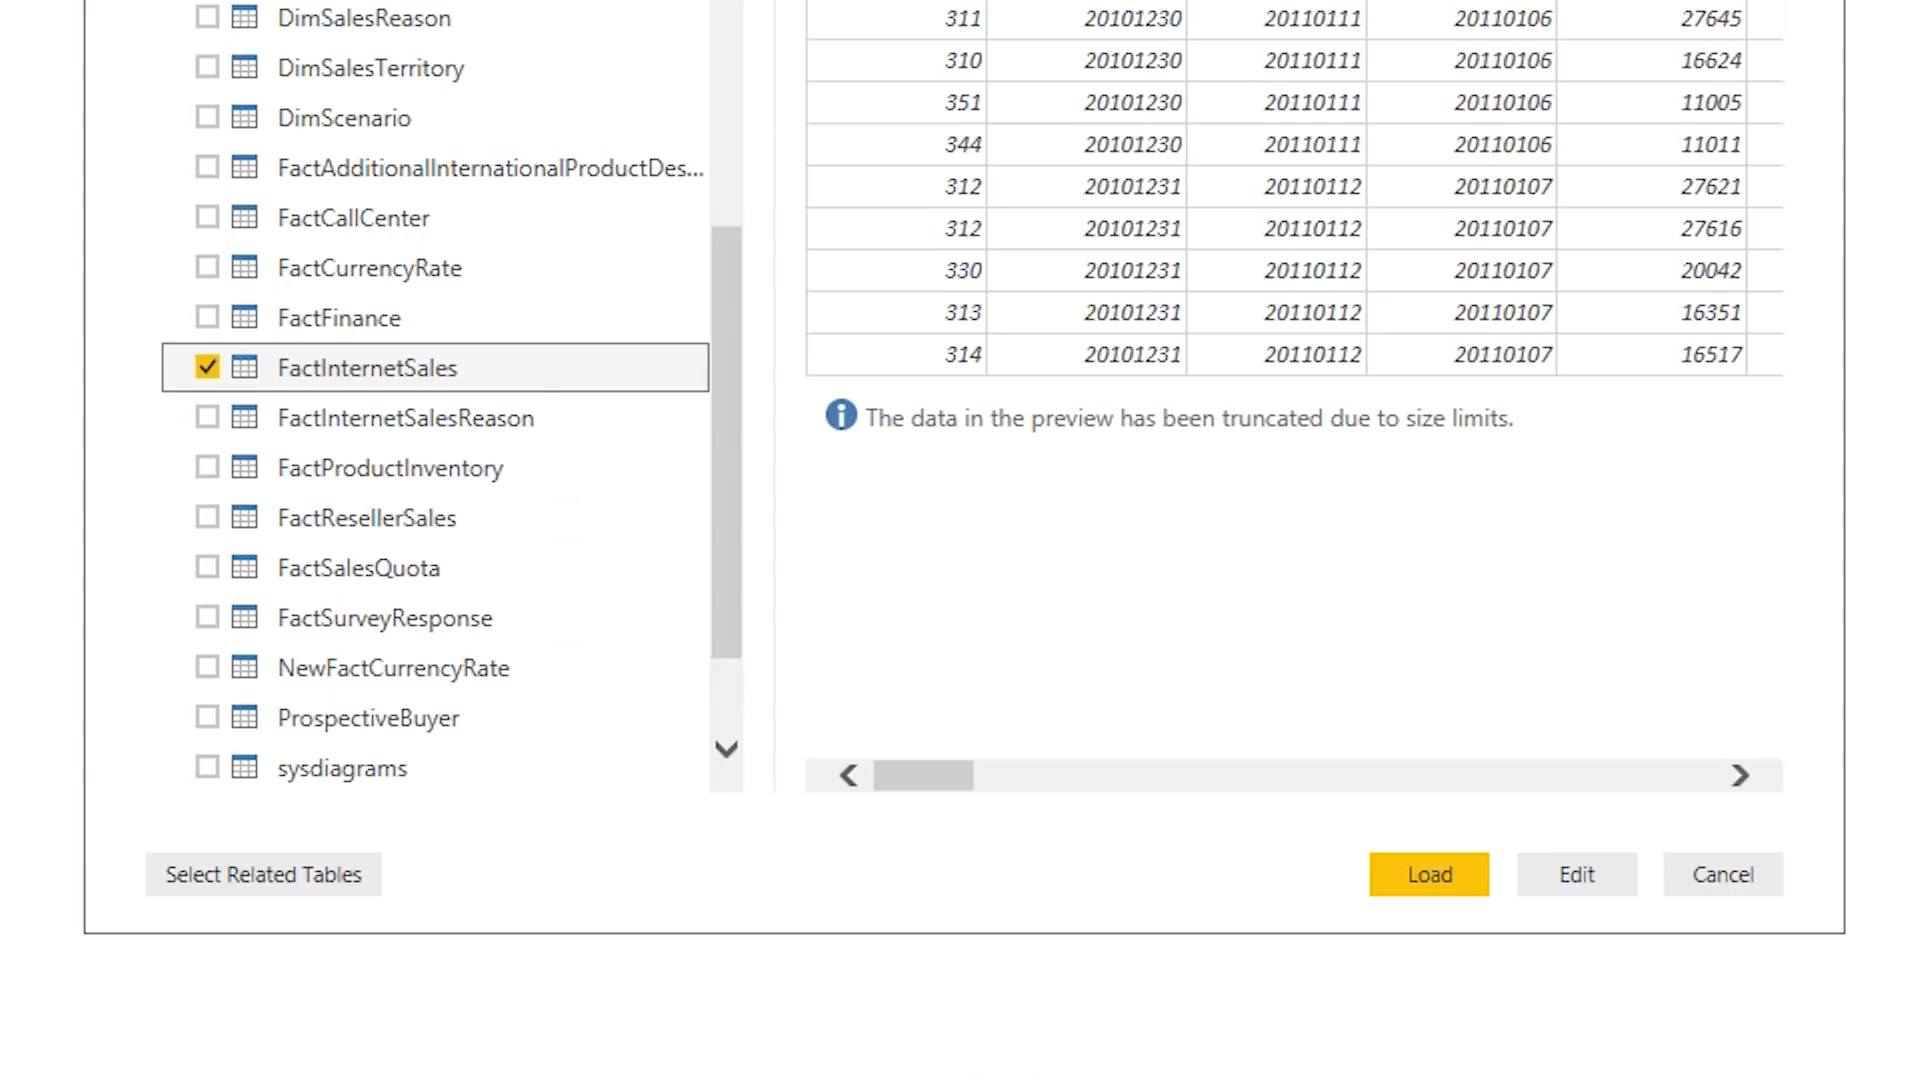 DimSalesReason
DimSalesTerritory
DimScenario
FactAdditionalInternationalProductDes...
FactCallCenter
FactCurrencyRate
FactFinance
FactInternetSales
FactInternetSalesReason
FactProductInventory
FactResellerSales
FactSalesQuota
FactSurveyResponse
NewFactCurrencyRate
ProspectiveBuyer
sysdiagrams
311 20101230 20110111 20110106 27645
310 20101230 20110111 20110106 16624
351 20101230 20110111 20110106 11005
344 20101230 20110111 20110106 11011
312 20101231 20110112 20110107 27621
312 20101231 20110112 20110107 27616
330 20101231 20110112 20110107 20042
313 20101231 20110112 20110107 16351
314 20101231 20110112 20110107 16517
The data in the preview has been truncated due to size limits.
Select Related Tables
Load
Edit
Cancel